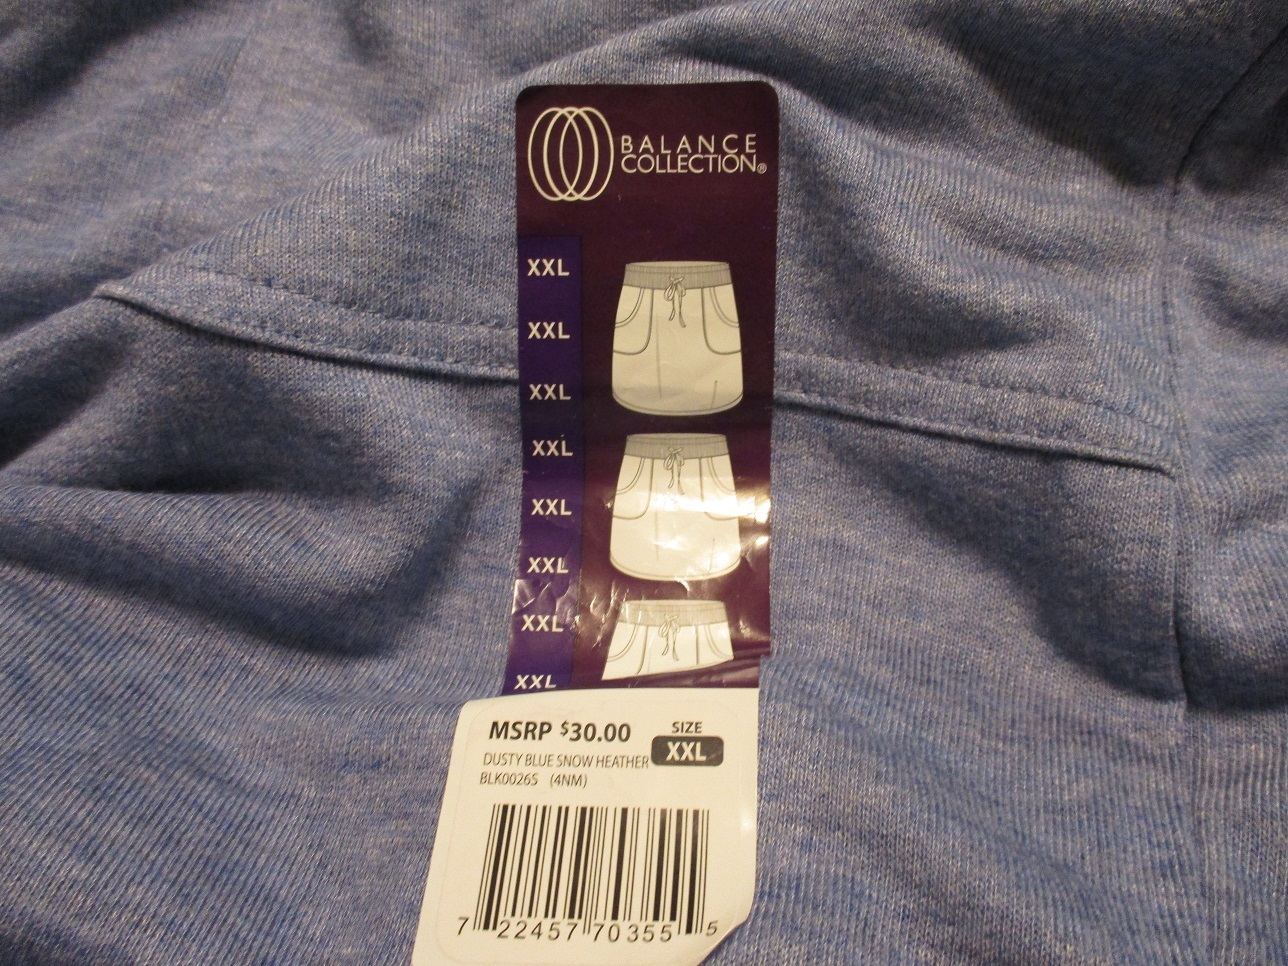 BALANCE
COLLECTION®
XXL
XXL
XXL
XXL
XXL
XXL
XXL
XXL
MSRP $30.00
SIZE
XXL
DUSTY BLUE SNOW HEATHER
BLK0026S (4NM)
7 22457 70355 5